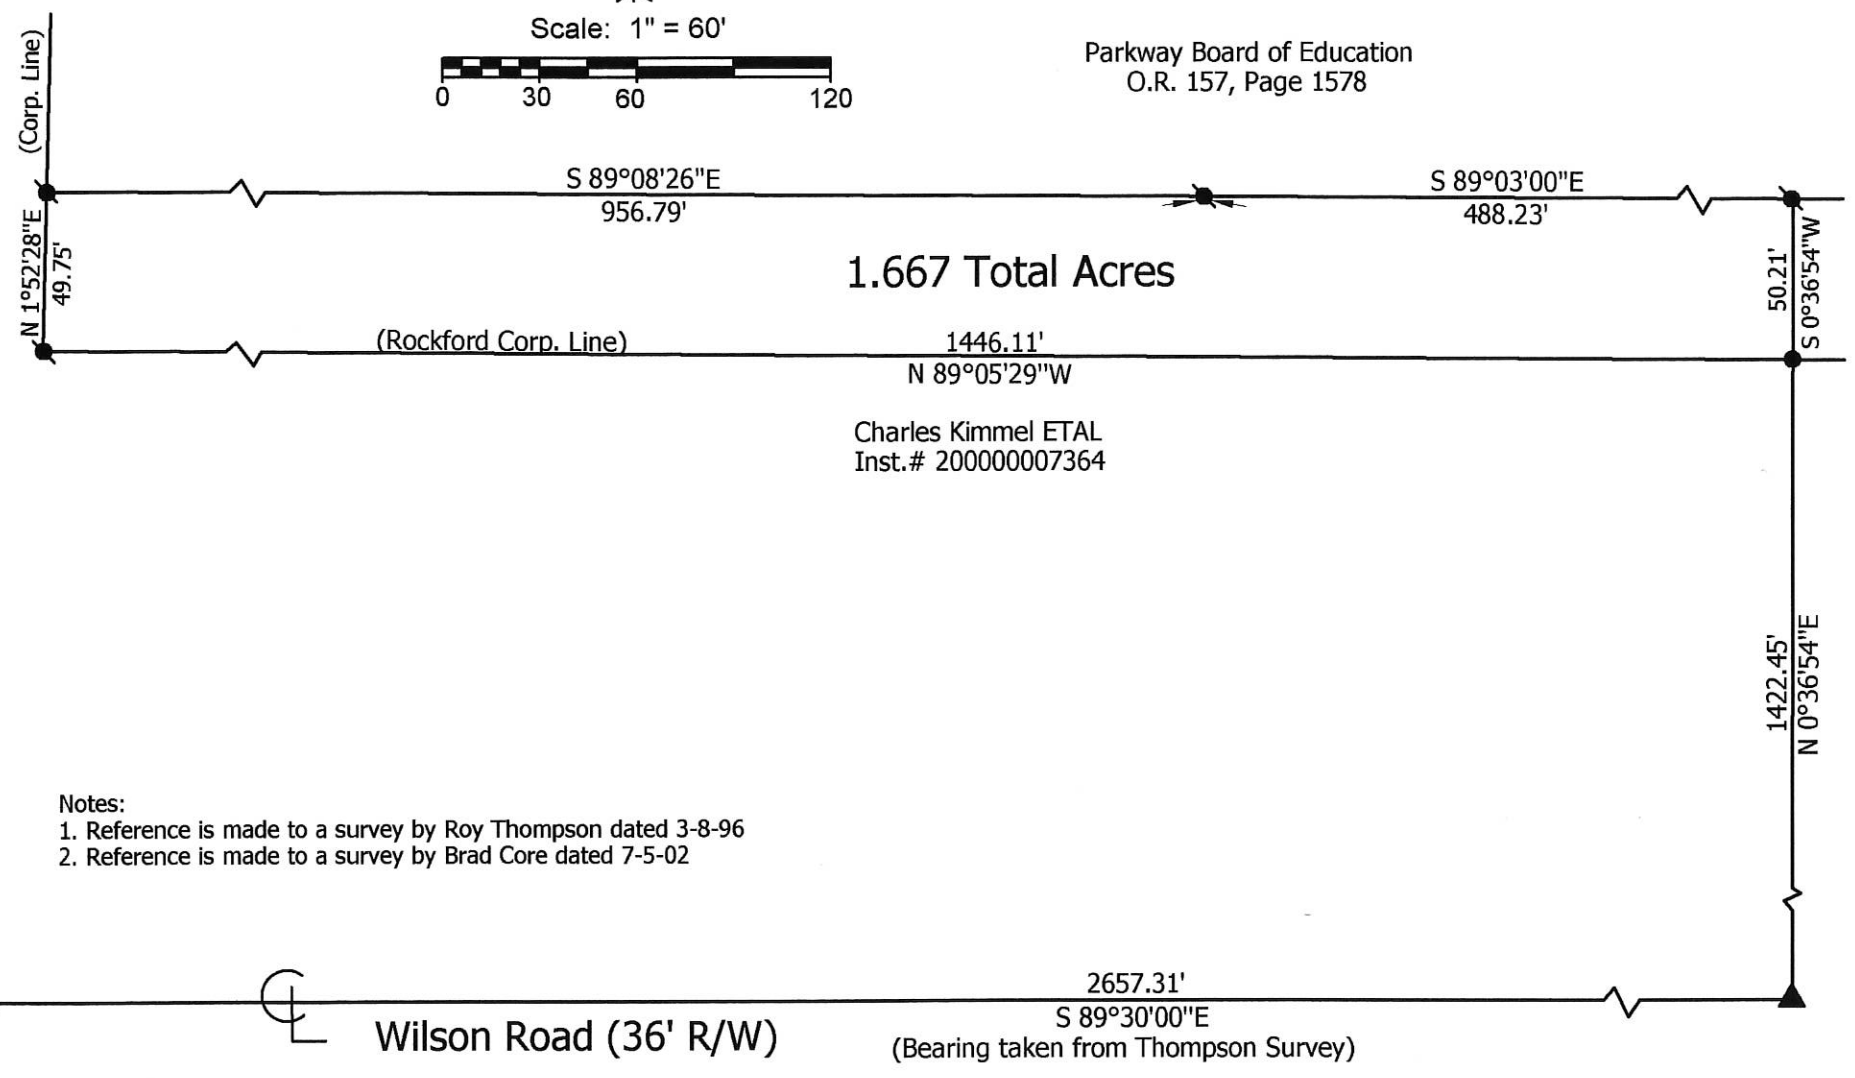 Scale: 1" = 60'
0 30 60 120
Parkway Board of Education
O.R. 157, Page 1578
(Corp. Line)
S 89°08'26"E
956.79'
S 89°03'00"E
488.23'
N 1°52'28"E
49.75'
1.667 Total Acres
50.21'
S 0°36'54"W
(Rockford Corp. Line)
1446.11'
N 89°05'29"W
Charles Kimmel ETAL
Inst.# 200000007364
1422.45'
N 0°36'54"E
Notes:
1. Reference is made to a survey by Roy Thompson dated 3-8-96
2. Reference is made to a survey by Brad Core dated 7-5-02
2657.31'
S 89°30'00"E
CL
Wilson Road (36' R/W)
(Bearing taken from Thompson Survey)